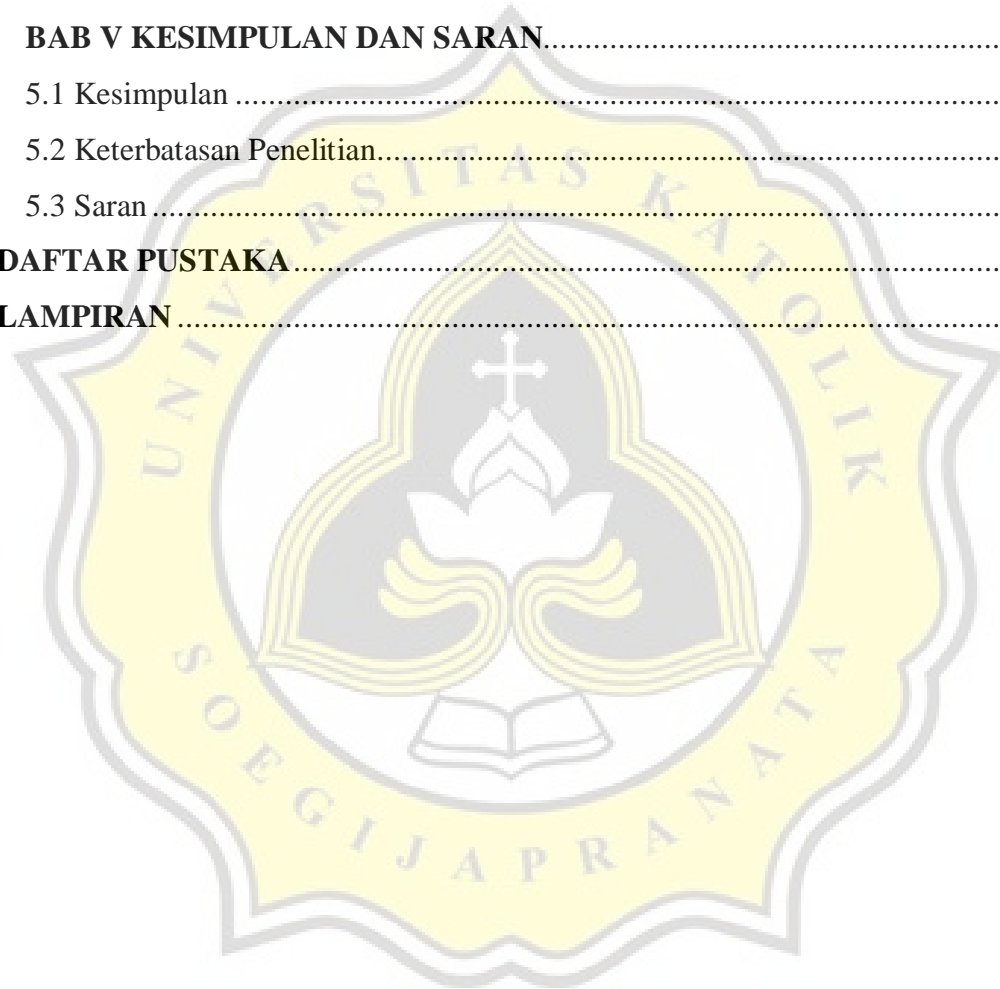 BAB V KESIMPULAN DAN SARAN............................................
5.1 Kesimpulan............................................................................
5.2 Keterbatasan Penelitian..............................................................
5.3 Saran....................................................................................
DAFTAR PUSTAKA......................................................................
LAMPIRAN.................................................................................
UNIVERSITAS KATOLIK
SOEGIJAPRANATA